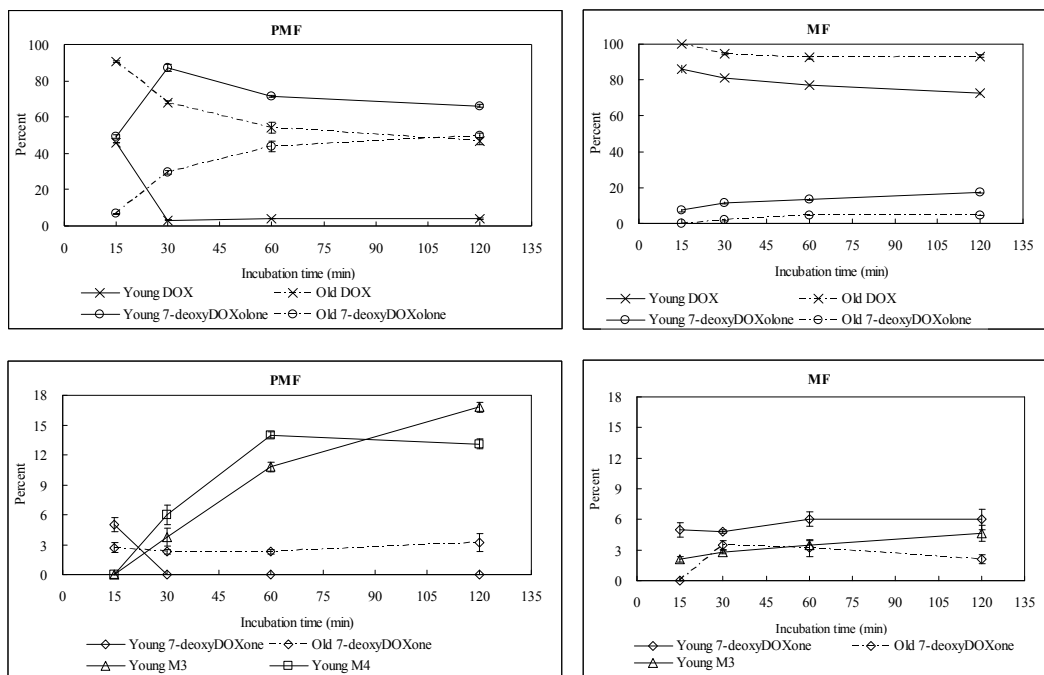 PMF
100
80
60
40
20
0
Percent
0 15 30 45 60 75 90 105 120 135
Incubation time (min)
Young DOX Old DOX
Young 7-deoxyDOXolone Old 7-deoxyDOXolone
MF
100
80
60
40
20
0
Percent
0 15 30 45 60 75 90 105 120 135
Incubation time (min)
Young DOX Old DOX
Young 7-deoxyDOXolone Old 7-deoxyDOXolone
PMF
18
15
12
9
6
3
0
Percent
0 15 30 45 60 75 90 105 120 135
Incubation time (min)
Young 7-deoxyDOXone Old 7-deoxyDOXone
Young M3 Young M4
MF
18
15
12
9
6
3
0
Percent
0 15 30 45 60 75 90 105 120 135
Incubation time (min)
Young 7-deoxyDOXone Old 7-deoxyDOXone
Young M3